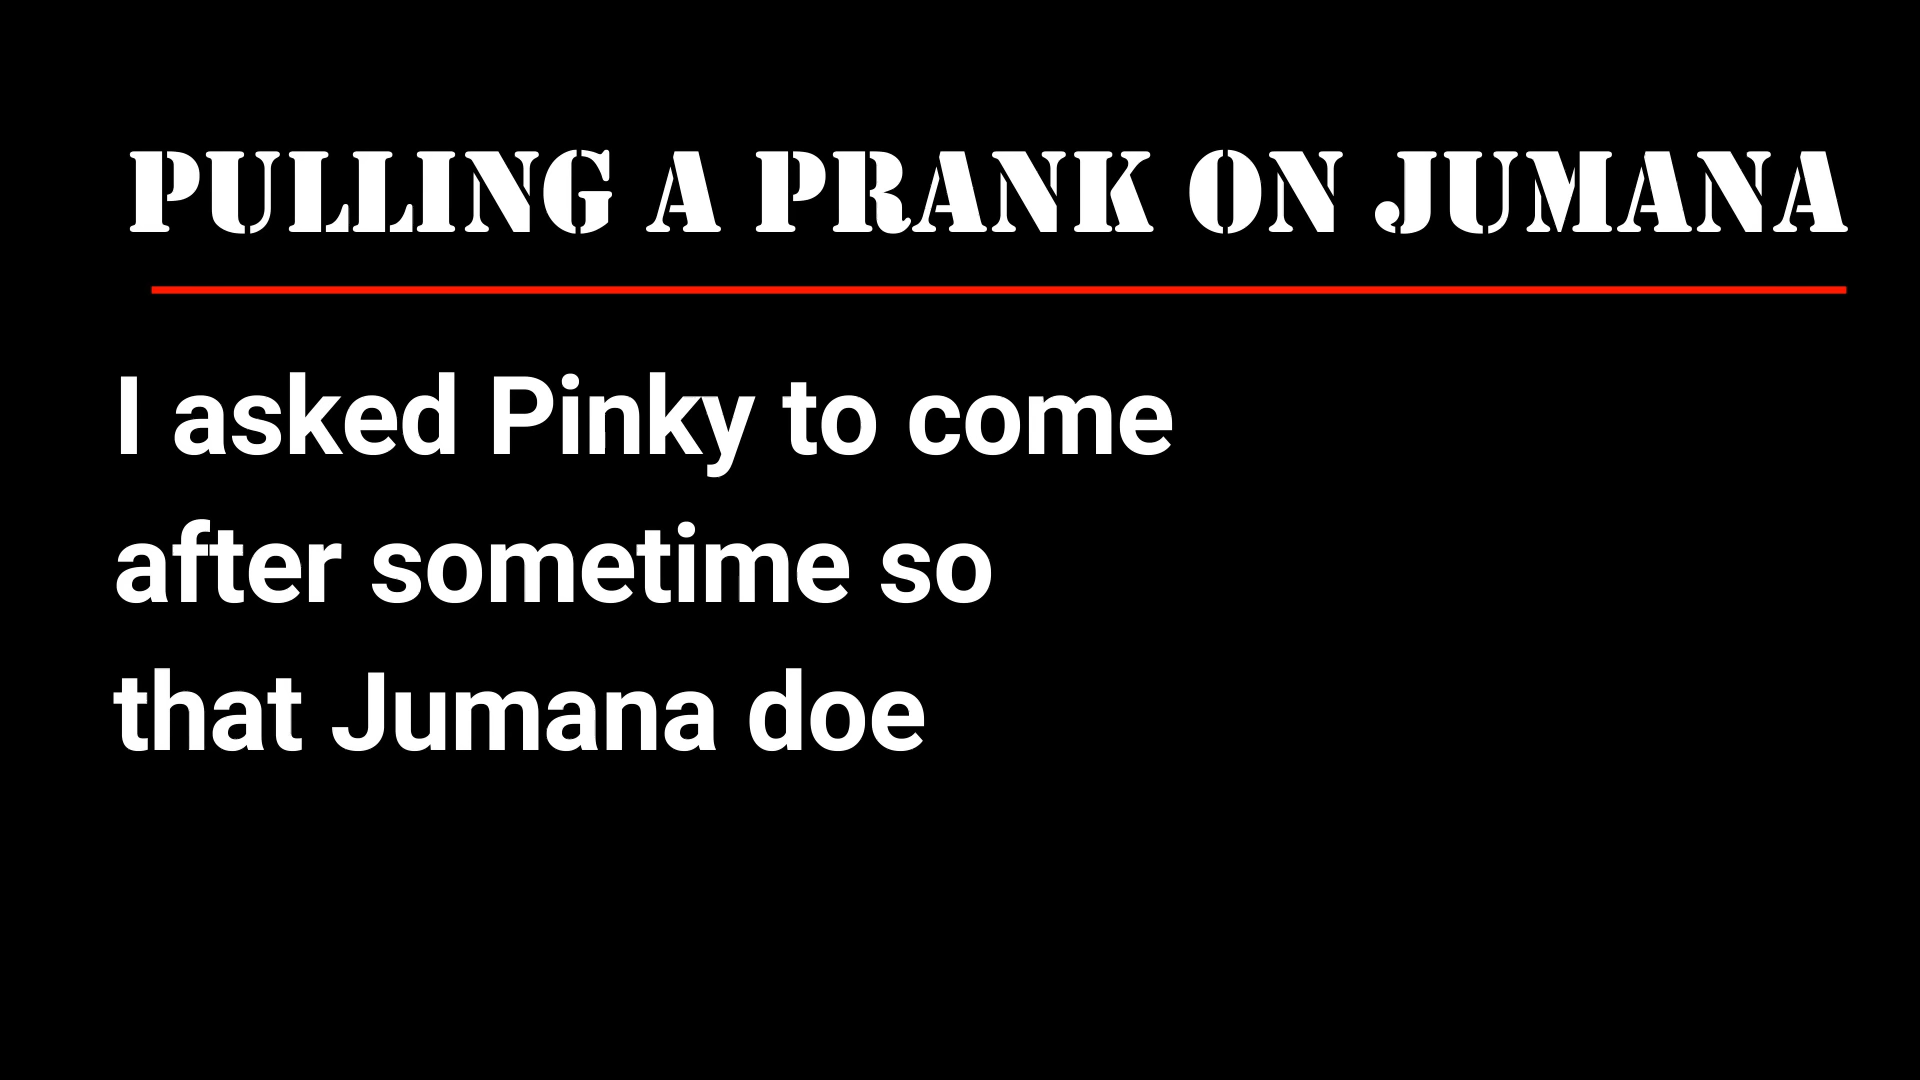 PULLING A PRANK ON JUMANA
I asked Pinky to come
after sometime so
that Jumana doe